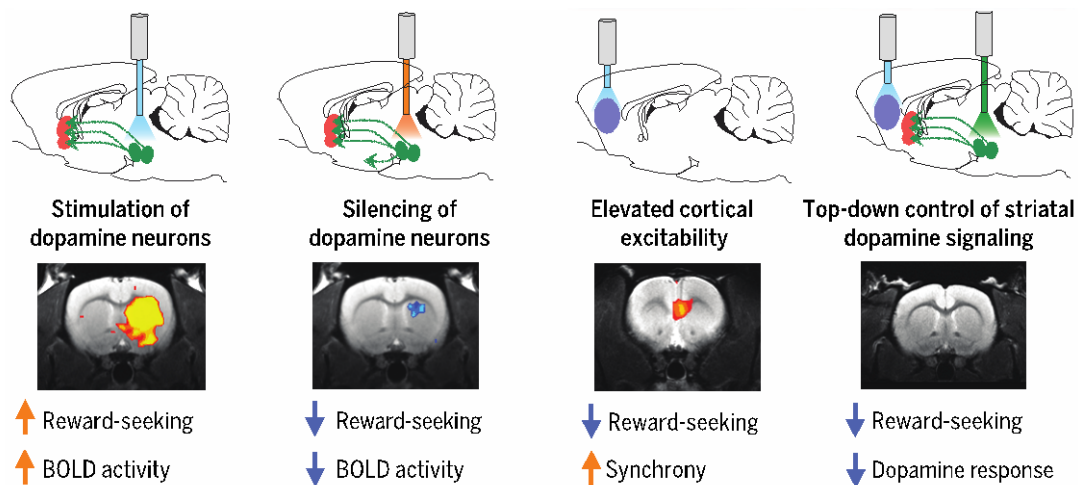 Stimulation of
dopamine neurons
Silencing of
dopamine neurons
Elevated cortical
excitability
Top-down control of striatal
dopamine signaling
Reward-seeking
BOLD activity
Reward-seeking
BOLD activity
Reward-seeking
Synchrony
Reward-seeking
Dopamine response